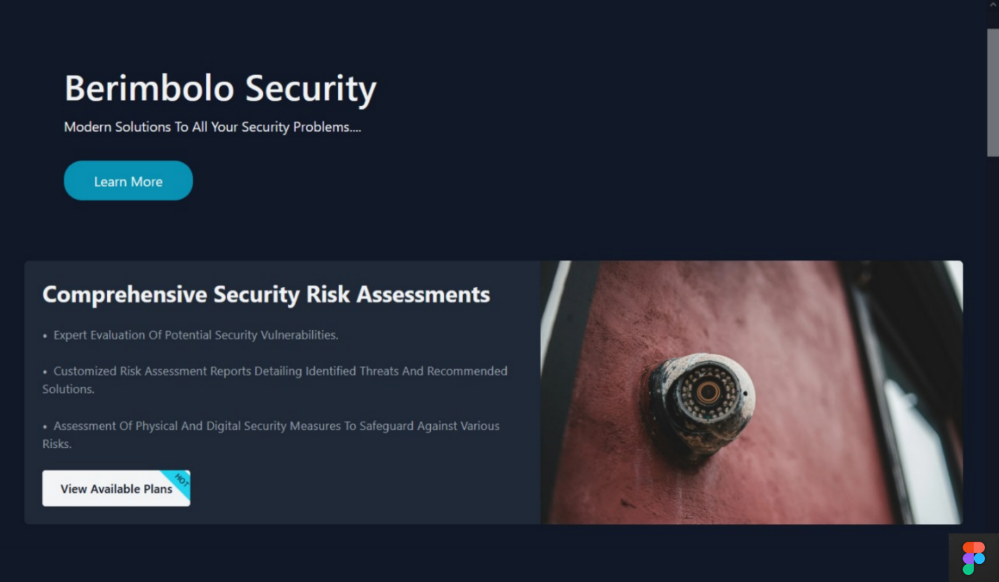 Berimbolo Security
Modern Solutions To All Your Security Problems....
Learn More
Comprehensive Security Risk Assessments
• Expert Evaluation Of Potential Security Vulnerabilities.
• Customized Risk Assessment Reports Detailing Identified Threats And Recommended
Solutions.
• Assessment Of Physical And Digital Security Measures To Safeguard Against Various
Risks.
View Available Plans
HOT